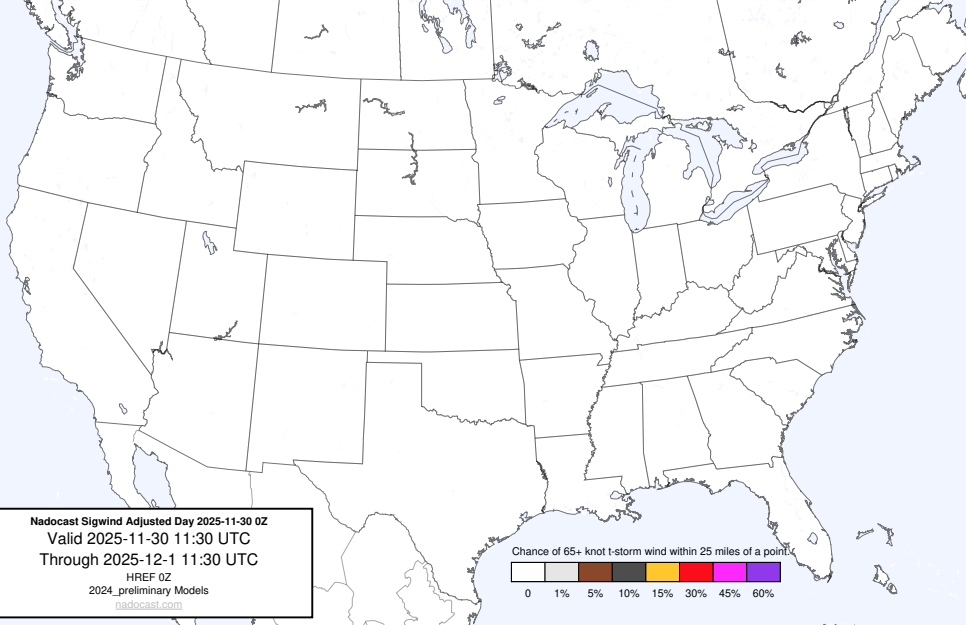 Nadocast Sigwind Adjusted Day 2025-11-30 0Z
Valid 2025-11-30 11:30 UTC
Through 2025-12-1 11:30 UTC
HREF 0Z
2024_preliminary Models
nadocast.com
Chance of 65+ knot t-storm wind within 25 miles of a point.
0 1% 5% 10% 15% 30% 45% 60%